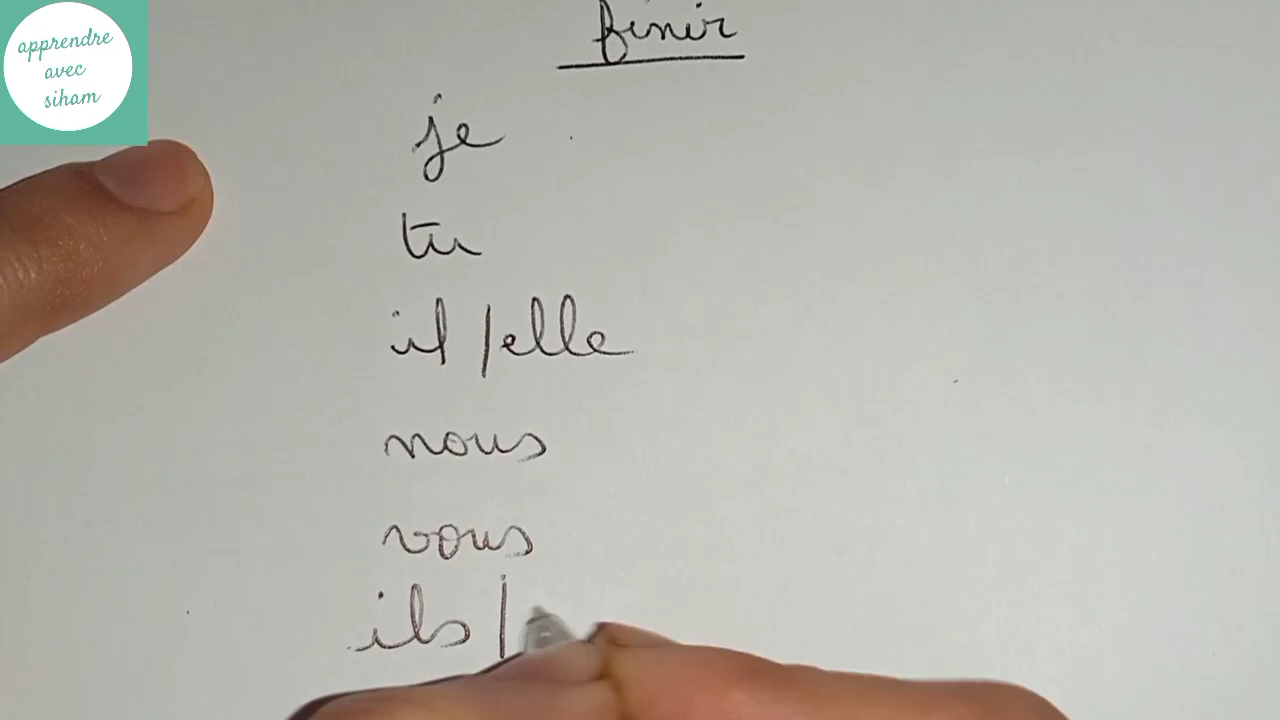 apprendre
avec
siham
finir
je
tu
il / elle
nous
vous
ils /